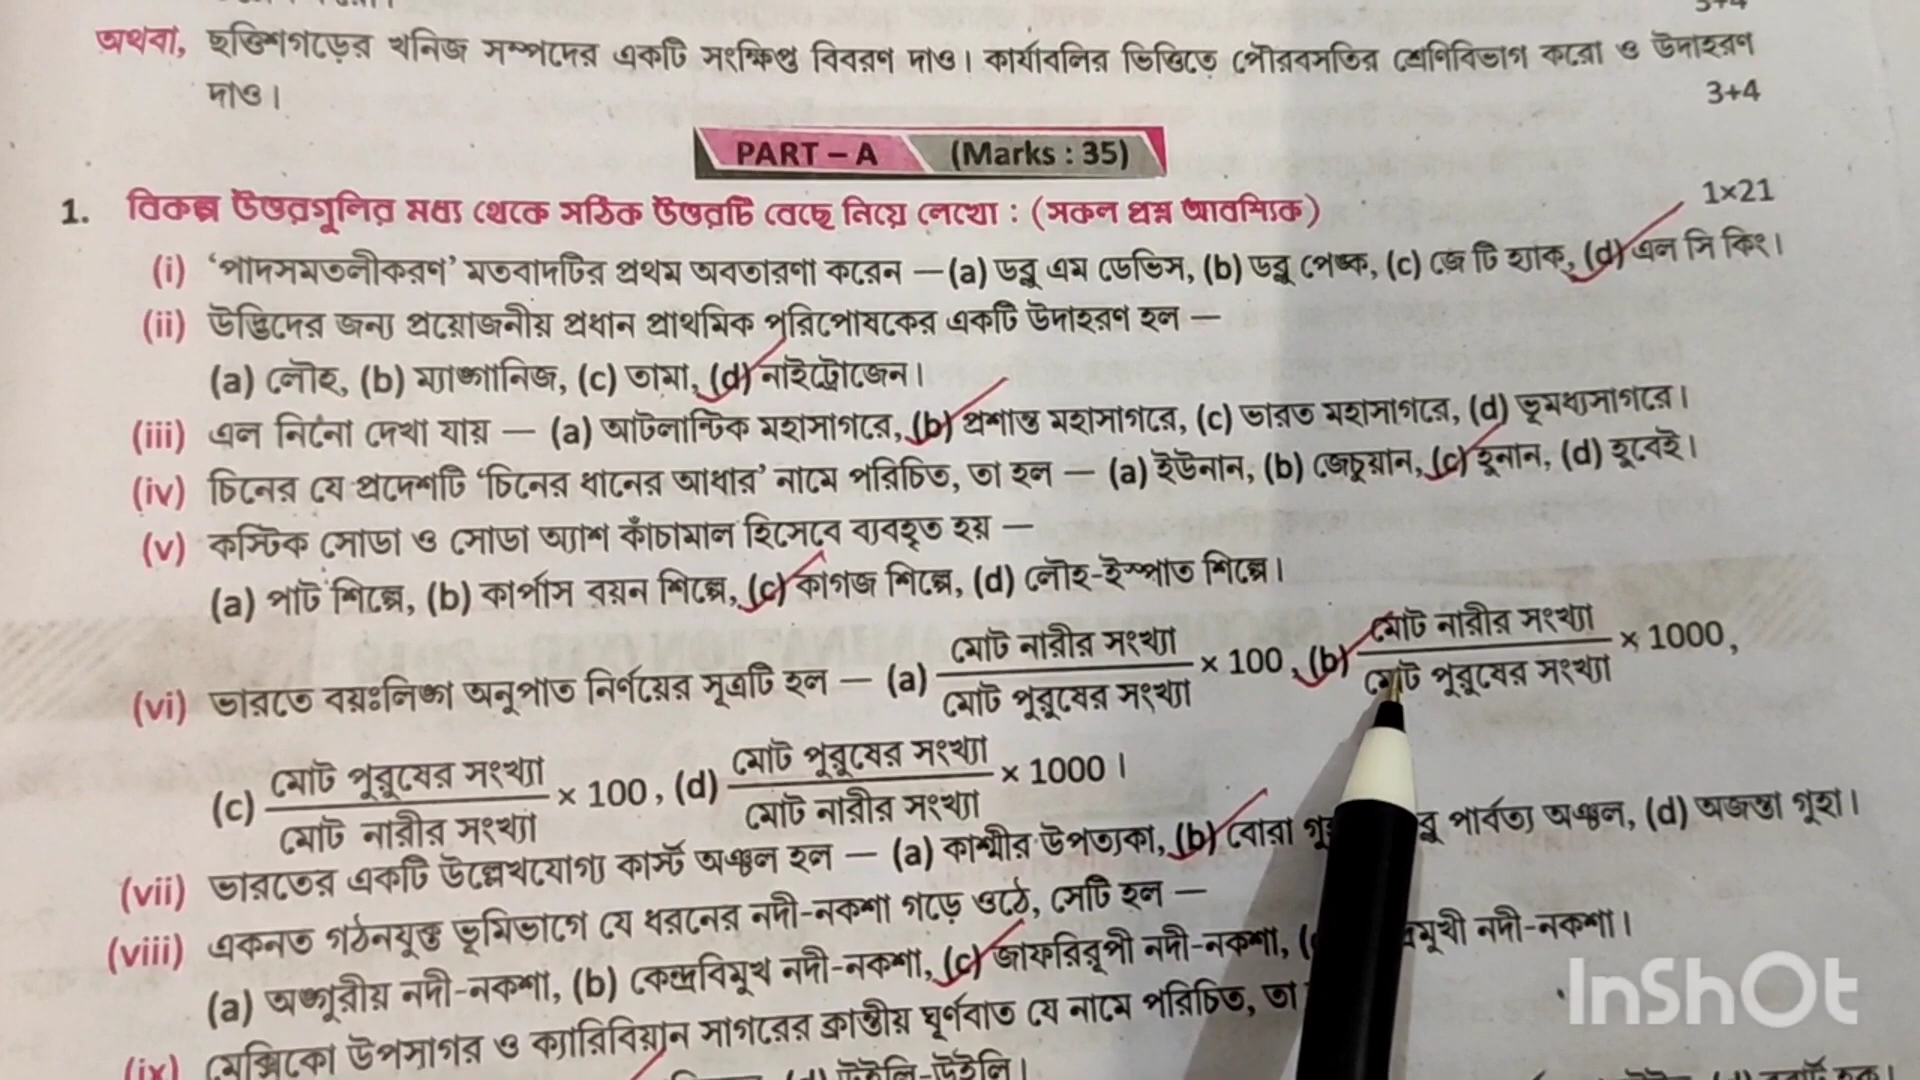 3+4
অথবা, ছত্তিশগড়ের খনিজ সম্পদের একটি সংক্ষিপ্ত বিবরণ দাও। কার্যাবলির ভিত্তিতে পৌরবসতির শ্রেণিবিভাগ করো ও উদাহরণ
দাও। 3+4
PART – A (Marks : 35)
1. বিকল্প উত্তরগুলির মধ্য থেকে সঠিক উত্তরটি বেছে নিয়ে লেখো : (সকল প্রশ্ন আবশ্যিক) 1×21
(i) ‘পাদসমতলীকরণ’ মতবাদটির প্রথম অবতারণা করেন —(a) ডব্লু এম ডেভিস, (b) ডব্লু পেঙ্ক, (c) জে টি হ্যাক, (d) এল সি কিং।
(ii) উদ্ভিদের জন্য প্রয়োজনীয় প্রধান প্রাথমিক পরিপোষকের একটি উদাহরণ হল —
(a) লৌহ, (b) ম্যাঙ্গানিজ, (c) তামা, (d) নাইট্রোজেন।
(iii) এল নিনো দেখা যায় — (a) আটলান্টিক মহাসাগরে, (b) প্রশান্ত মহাসাগরে, (c) ভারত মহাসাগরে, (d) ভূমধ্যসাগরে।
(iv) চিনের যে প্রদেশটি ‘চিনের ধানের আধার’ নামে পরিচিত, তা হল — (a) ইউনান, (b) জেচুয়ান, (c) হুনান, (d) হুবেই।
(v) কস্টিক সোডা ও সোডা অ্যাশ কাঁচামাল হিসেবে ব্যবহৃত হয় —
(a) পাট শিল্পে, (b) কার্পাস বয়ন শিল্পে, (c) কাগজ শিল্পে, (d) লৌহ-ইস্পাত শিল্পে।
(vi) ভারতে বয়ঃলিঙ্গ অনুপাত নির্ণয়ের সূত্রটি হল — (a) মোট নারীর সংখ্যা / মোট পুরুষের সংখ্যা × 100, (b) মোট নারীর সংখ্যা / মোট পুরুষের সংখ্যা × 1000,
(c) মোট পুরুষের সংখ্যা / মোট নারীর সংখ্যা × 100, (d) মোট পুরুষের সংখ্যা / মোট নারীর সংখ্যা × 1000।
(vii) ভারতের একটি উল্লেখযোগ্য কার্স্ট অঞ্চল হল — (a) কাশ্মীর উপত্যকা, (b) বোরা পার্বত্য অঞ্চল, (d) অজন্তা গুহা।
(viii) একনত গঠনযুক্ত ভূমিভাগে যে ধরনের নদী-নকশা গড়ে ওঠে, সেটি হল —
(a) অঙ্গুরীয় নদী-নকশা, (b) কেন্দ্রবিমুখ নদী-নকশা, (c) জাফরিরূপী নদী-নকশা, নদী-নকশা।
(ix) মেক্সিকো উপসাগর ও ক্যারিবিয়ান সাগরের ক্রান্তীয় ঘূর্ণবাত যে নামে পরিচিত, তা
(d) উইলি-উইলি।
InShOt